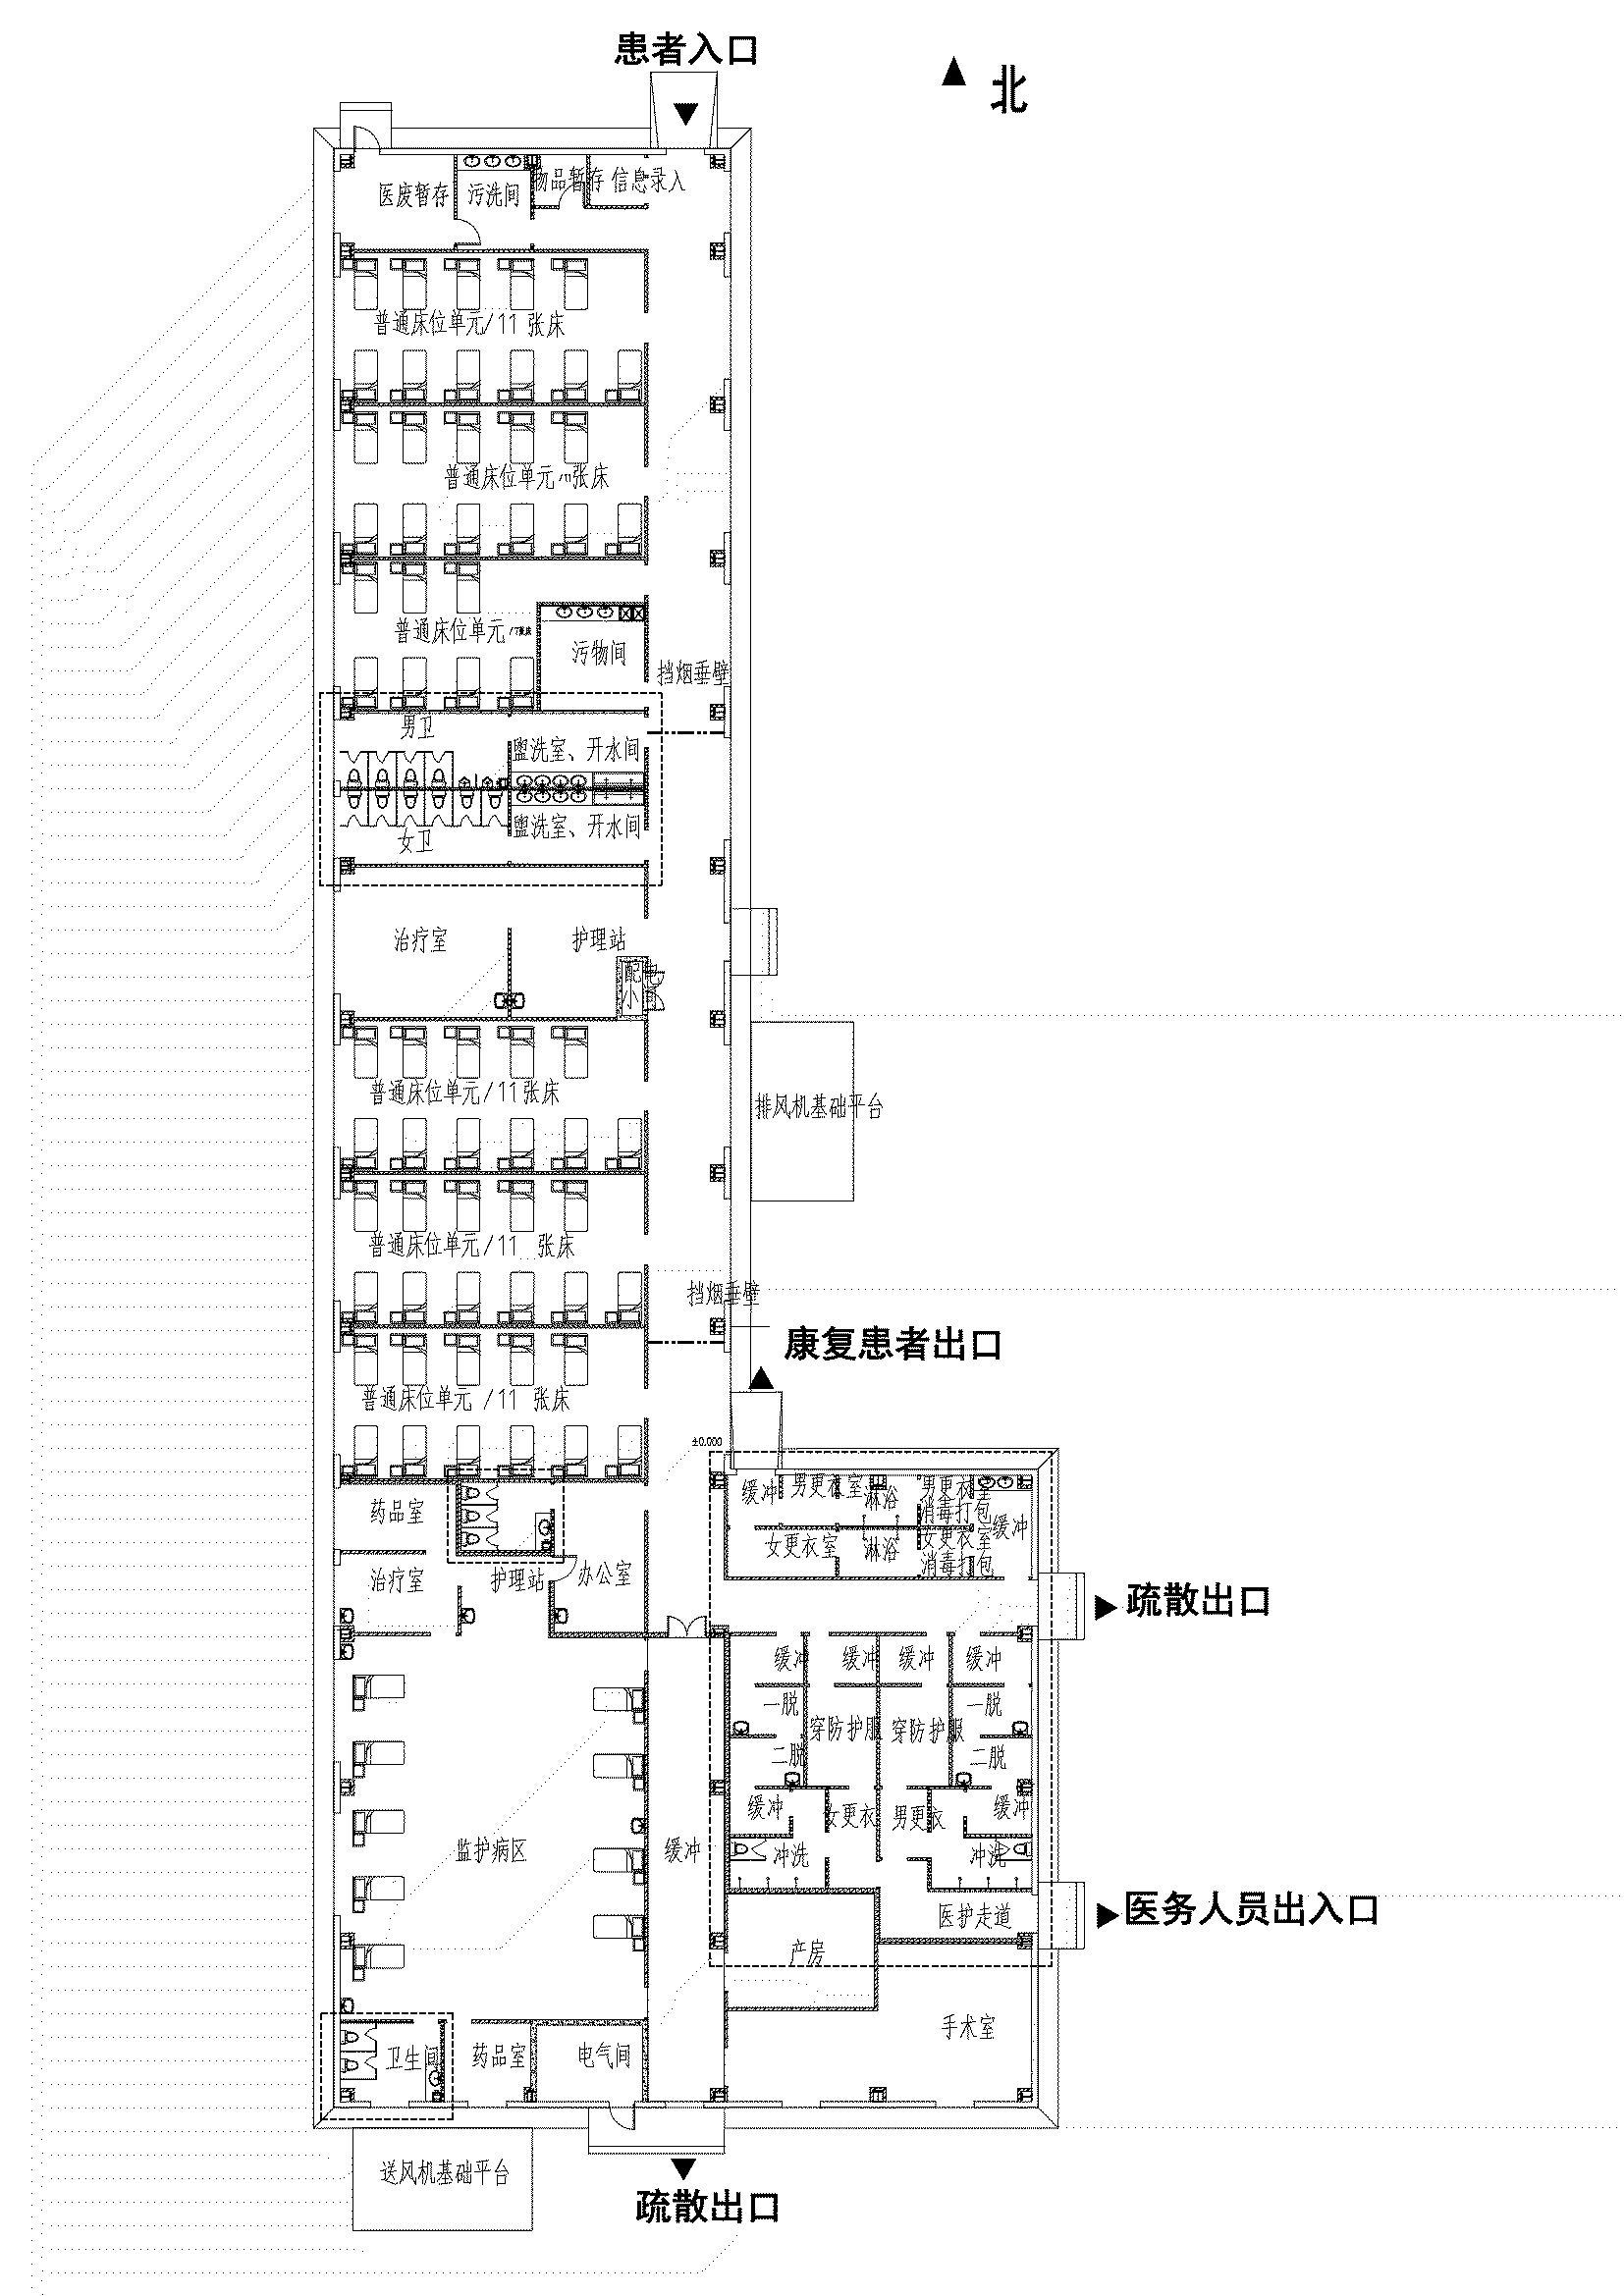 患者入口
北
医废暂存
污洗间
物品暂存
信息录入
普通床位单元/11 张床
普通床位单元/11张床
普通床位单元/7张床
污物间
挡烟垂壁
男卫
盥洗室、开水间
盥洗室、开水间
女卫
治疗室
护理站
配电
小间
普通床位单元/11张床
排风机基础平台
普通床位单元/11 张床
挡烟垂壁
康复患者出口
普通床位单元 /11 张床
±0.000
缓冲
男更衣室
淋浴
男更衣室
消毒打包
缓冲
药品室
女更衣室
淋浴
女更衣室
消毒打包
治疗室
护理站
办公室
疏散出口
缓冲
缓冲
缓冲
缓冲
一脱
穿防护服
穿防护服
一脱
二脱
二脱
缓冲
女更衣
男更衣
缓冲
监护病区
缓冲
冲洗
冲洗
医护走道
医务人员出入口
产房
手术室
卫生间
药品室
电气间
送风机基础平台
疏散出口